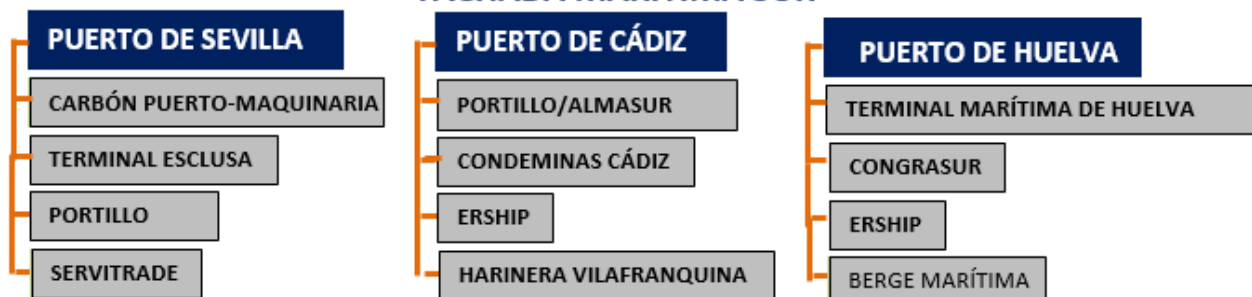 PUERTO DE SEVILLA
CARBÓN PUERTO-MAQUINARIA
TERMINAL ESCLUSA
PORTILLO
SERVITRADE
PUERTO DE CÁDIZ
PORTILLO/ALMASUR
CONDEMINAS CÁDIZ
ERSHIP
HARINERA VILAFRANQUINA
PUERTO DE HUELVA
TERMINAL MARÍTIMA DE HUELVA
CONGRASUR
ERSHIP
BERGE MARÍTIMA